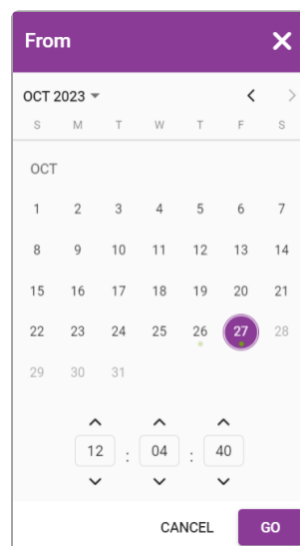 From
OCT 2023
S M T W T F S
OCT
1 2 3 4 5 6 7
8 9 10 11 12 13 14
15 16 17 18 19 20 21
22 23 24 25 26 27 28
29 30 31
12 : 04 : 40
CANCEL GO